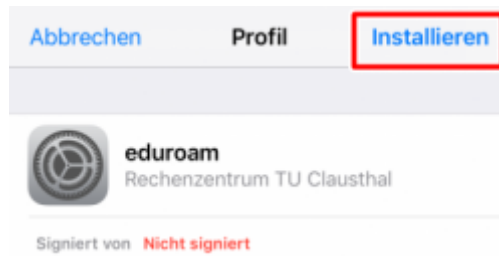 Abbrechen Profil Installieren
eduroam
Rechenzentrum TU Clausthal
Signiert von Nicht signiert